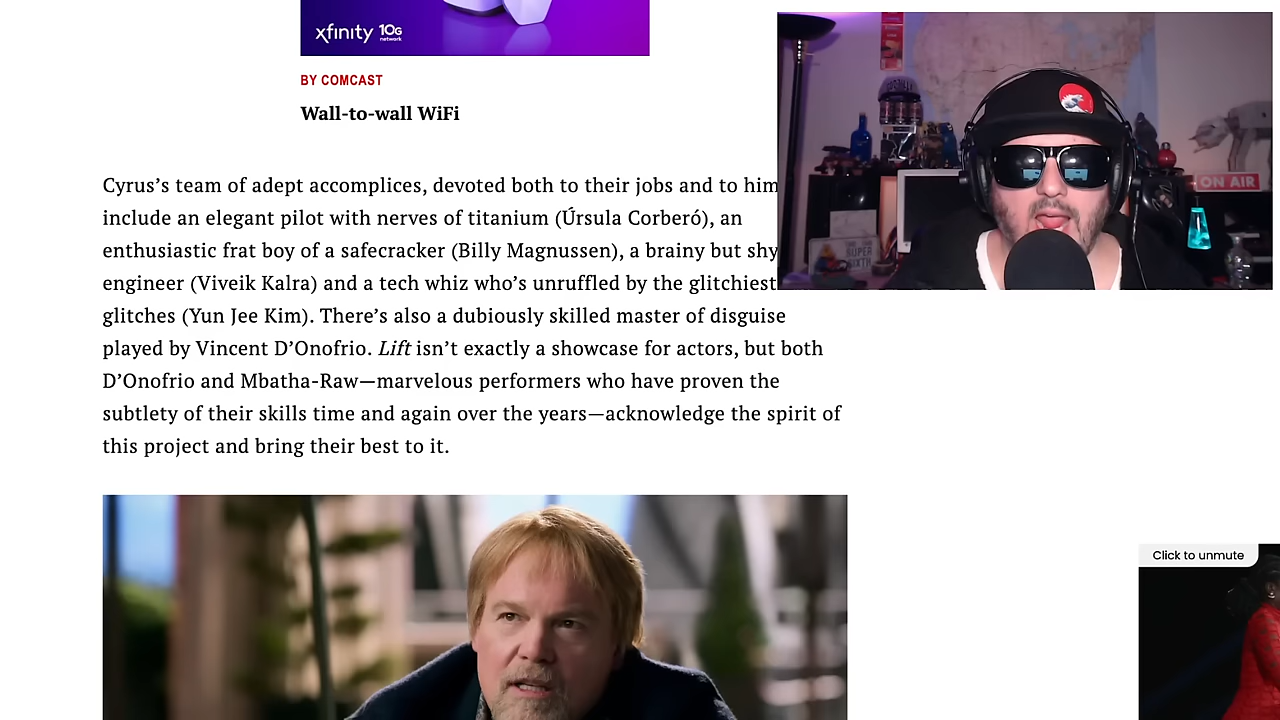 xfinity 10G
network
BY COMCAST
Wall-to-wall WiFi
Cyrus’s team of adept accomplices, devoted both to their jobs and to him
include an elegant pilot with nerves of titanium (Úrsula Corberó), an
enthusiastic frat boy of a safecracker (Billy Magnussen), a brainy but shy
engineer (Viveik Kalra) and a tech whiz who’s unruffled by the glitchiest
glitches (Yun Jee Kim). There’s also a dubiously skilled master of disguise
played by Vincent D’Onofrio. Lift isn’t exactly a showcase for actors, but both
D’Onofrio and Mbatha-Raw—marvelous performers who have proven the
subtlety of their skills time and again over the years—acknowledge the spirit of
this project and bring their best to it.
ON AIR
SUPER
SIXTH
Click to unmute